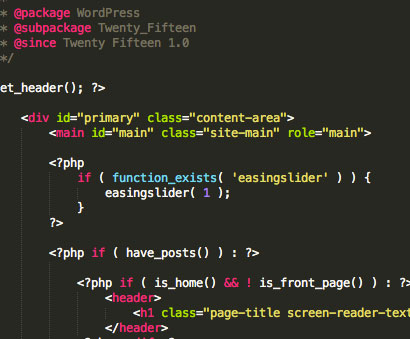 * @package WordPress
* @subpackage Twenty_Fifteen
* @since Twenty Fifteen 1.0
*/
et_header(); ?>
<div id="primary" class="content-area">
<main id="main" class="site-main" role="main">
<?php
if ( function_exists( 'easingslider' ) ) {
easingslider( 1 );
}
?>
<?php if ( have_posts() ) : ?>
<?php if ( is_home() && ! is_front_page() ) : ?>
<header>
<h1 class="page-title screen-reader-text
</header>